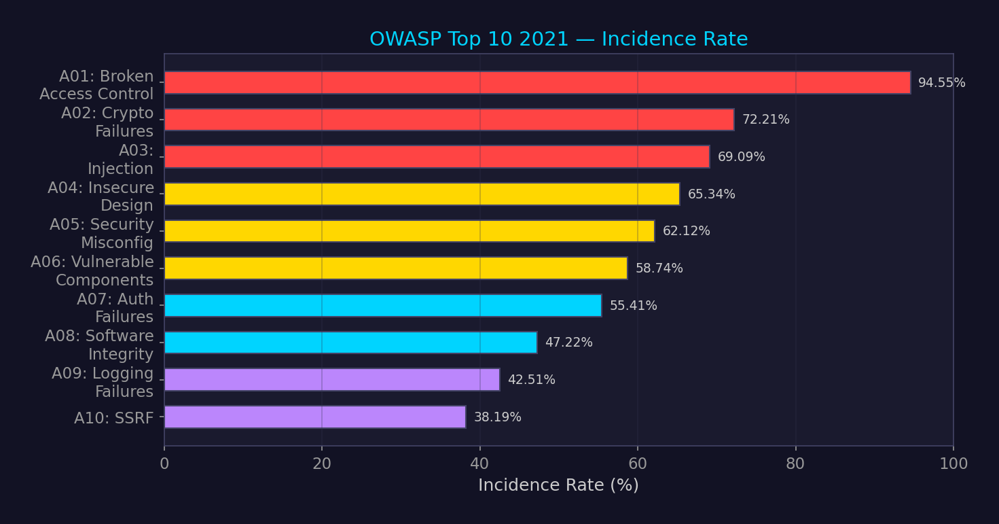 OWASP Top 10 2021 — Incidence Rate
A01: Broken
Access Control
94.55%
A02: Crypto
Failures
72.21%
A03:
Injection
69.09%
A04: Insecure
Design
65.34%
A05: Security
Misconfig
62.12%
A06: Vulnerable
Components
58.74%
A07: Auth
Failures
55.41%
A08: Software
Integrity
47.22%
A09: Logging
Failures
42.51%
A10: SSRF
38.19%
0 20 40 60 80 100
Incidence Rate (%)